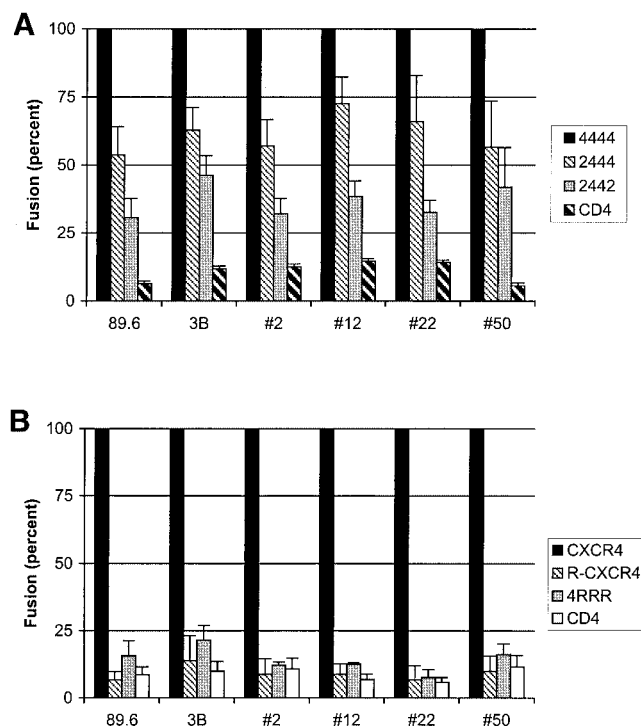 A
Fusion (percent)
100
75
50
25
0
89.6 3B #2 #12 #22 #50
4444
2444
2442
CD4
B
Fusion (percent)
100
75
50
25
0
89.6 3B #2 #12 #22 #50
CXCR4
R-CXCR4
4RRR
CD4